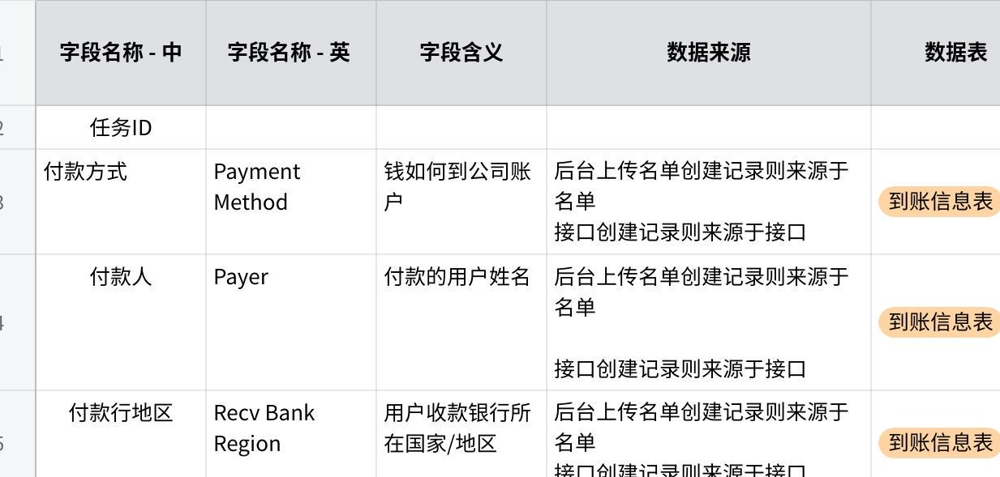 字段名称 - 中
字段名称 - 英
字段含义
数据来源
数据表
1
2
任务ID
3
付款方式
Payment
Method
钱如何到公司账
户
后台上传名单创建记录则来源于
名单
接口创建记录则来源于接口
到账信息表
4
付款人
Payer
付款的用户姓名
后台上传名单创建记录则来源于
名单
接口创建记录则来源于接口
到账信息表
5
付款行地区
Recv Bank
Region
用户收款银行所
在国家/地区
后台上传名单创建记录则来源于
名单
接口创建记录则来源于接口
到账信息表